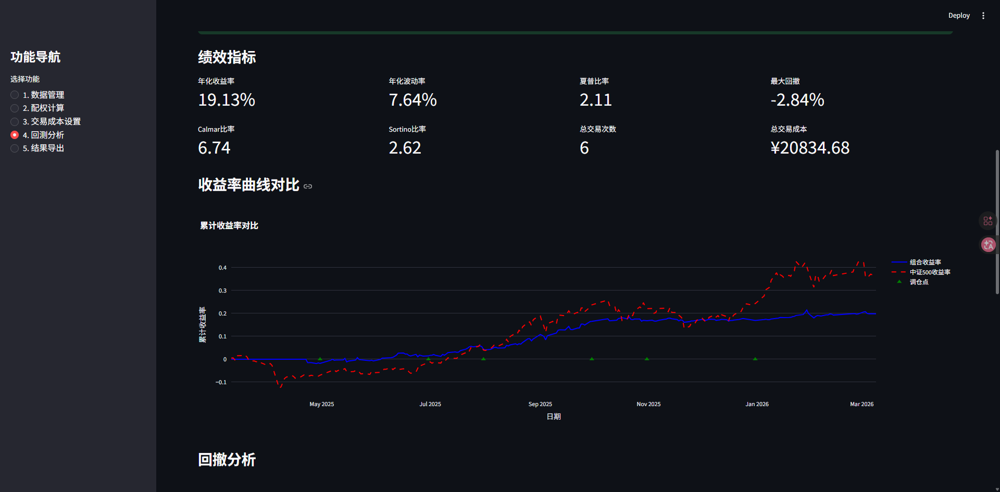 Deploy
功能导航
选择功能
1. 数据管理
2. 配权计算
3. 交易成本设置
4. 回测分析
5. 结果导出
绩效指标
年化收益率
19.13%
年化波动率
7.64%
夏普比率
2.11
最大回撤
-2.84%
Calmar比率
6.74
Sortino比率
2.62
总交易次数
6
总交易成本
¥20834.68
收益率曲线对比
累计收益率对比
组合收益率
中证500收益率
调仓点
累计收益率
0.4
0.3
0.2
0.1
0
−0.1
May 2025
Jul 2025
Sep 2025
Nov 2025
Jan 2026
Mar 2026
日期
回撤分析